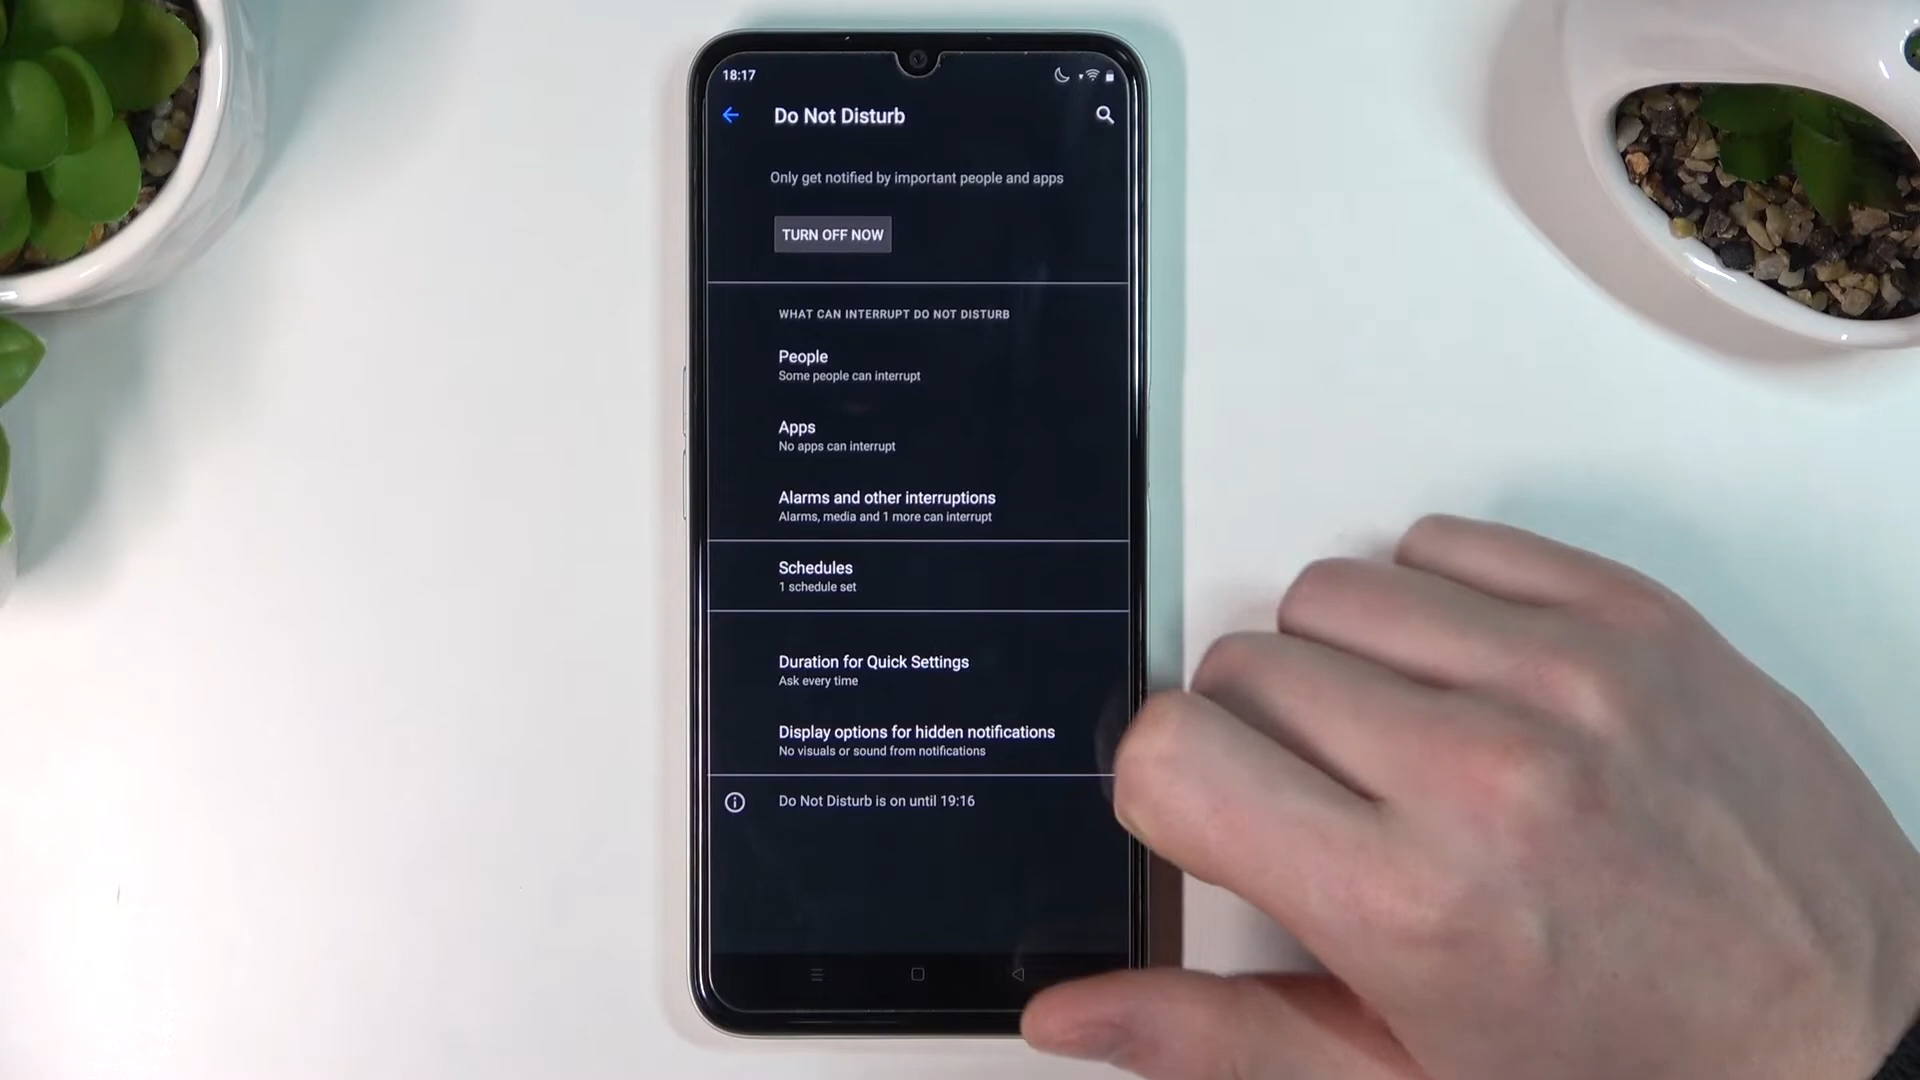 18:17
Do Not Disturb
Only get notified by important people and apps
TURN OFF NOW
WHAT CAN INTERRUPT DO NOT DISTURB
People
Some people can interrupt
Apps
No apps can interrupt
Alarms and other interruptions
Alarms, media and 1 more can interrupt
Schedules
1 schedule set
Duration for Quick Settings
Ask every time
Display options for hidden notifications
No visuals or sound from notifications
Do Not Disturb is on until 19:16